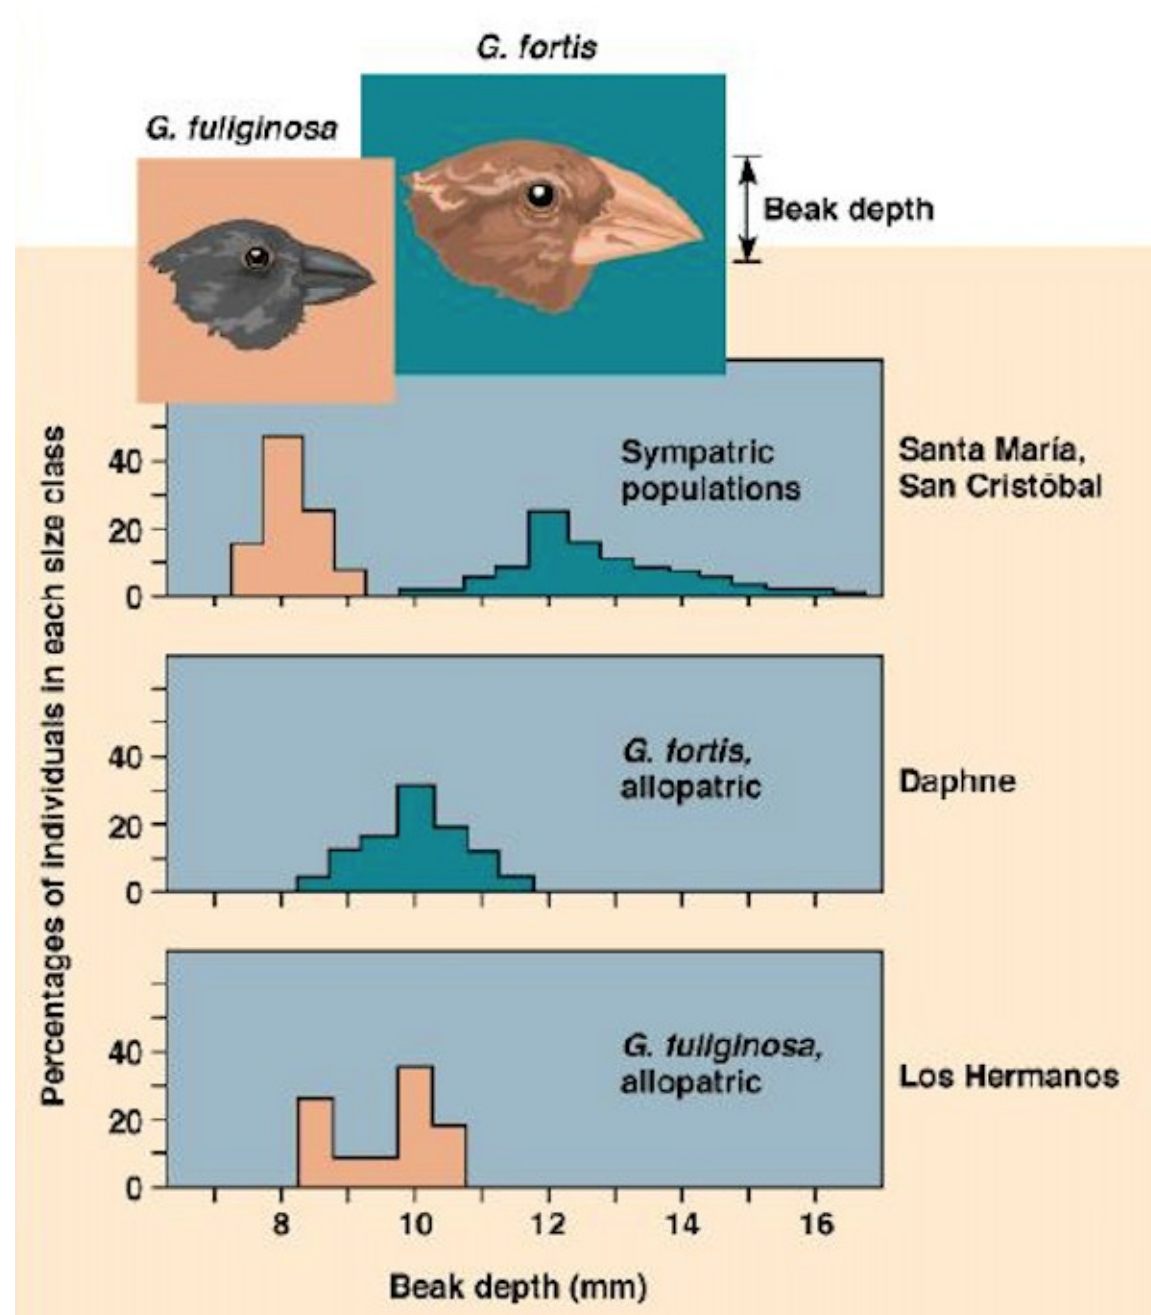 G. fortis
G. fuliginosa
Beak depth
Percentages of individuals in each size class
40
20
0
Sympatric
populations
Santa María,
San Cristóbal
40
20
0
G. fortis,
allopatric
Daphne
40
20
0
G. fuliginosa,
allopatric
Los Hermanos
8
10
12
14
16
Beak depth (mm)